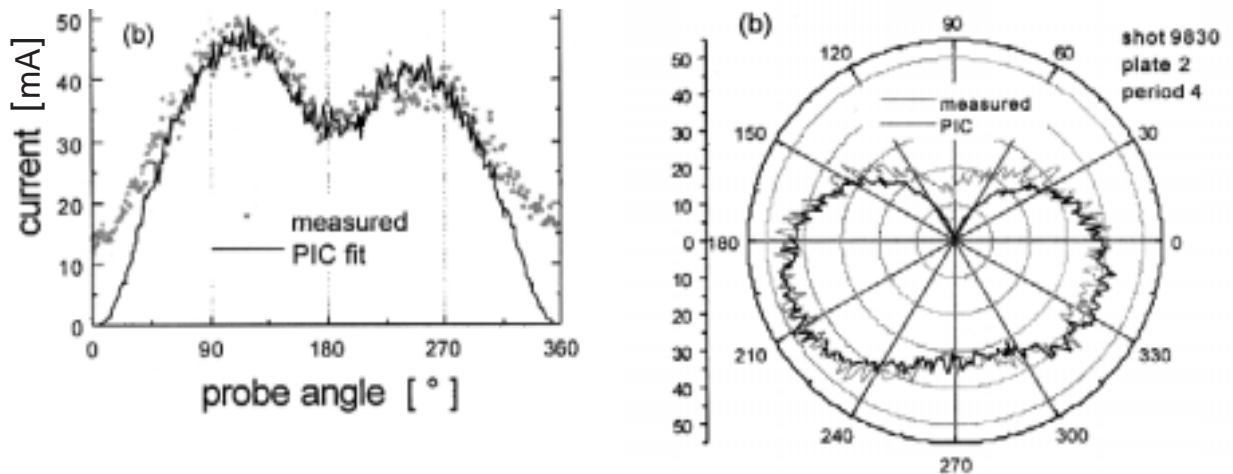 50
40
30
20
10
0
current [mA]
(b)
measured
PIC fit
0 90 180 270 360
probe angle [ ° ]
(b)
shot 9830
plate 2
period 4
measured
PIC
50
40
30
20
10
0
10
20
30
40
50
90
120 60
150 30
180 0
210 330
240 300
270